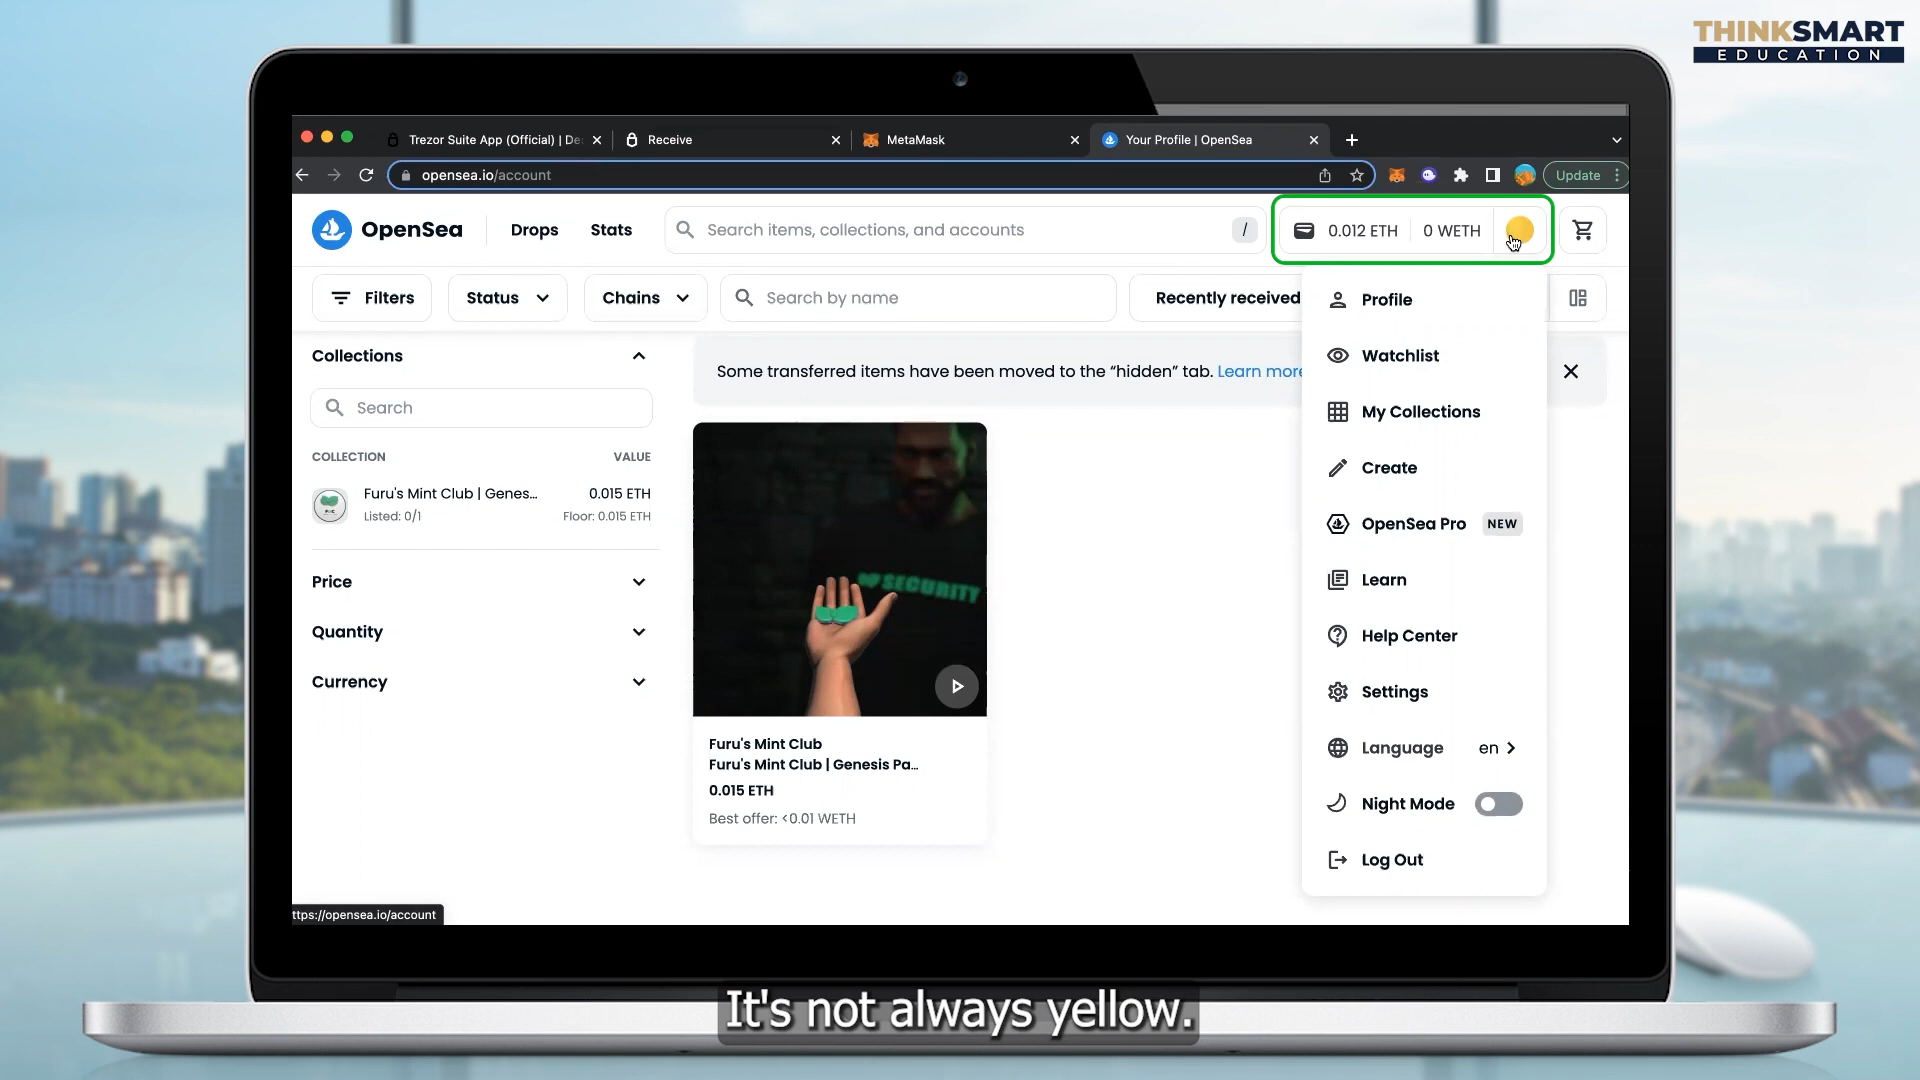 THINKSMART
EDUCATION
Trezor Suite App (Official) | De
Receive
MetaMask
Your Profile | OpenSea
opensea.io/account
Update
OpenSea
Drops
Stats
Search items, collections, and accounts
/
0.012 ETH
0 WETH
Filters
Status
Chains
Search by name
Recently received
Profile
Watchlist
My Collections
Create
OpenSea Pro NEW
Learn
Help Center
Settings
Language en
Night Mode
Log Out
Collections
Search
COLLECTION VALUE
Furu's Mint Club | Genes... 0.015 ETH
Listed: 0/1 Floor: 0.015 ETH
Price
Quantity
Currency
Some transferred items have been moved to the “hidden” tab. Learn more
SECURITY
Furu's Mint Club
Furu's Mint Club | Genesis Pa...
0.015 ETH
Best offer: <0.01 WETH
ttps://opensea.io/account
It's not always yellow.